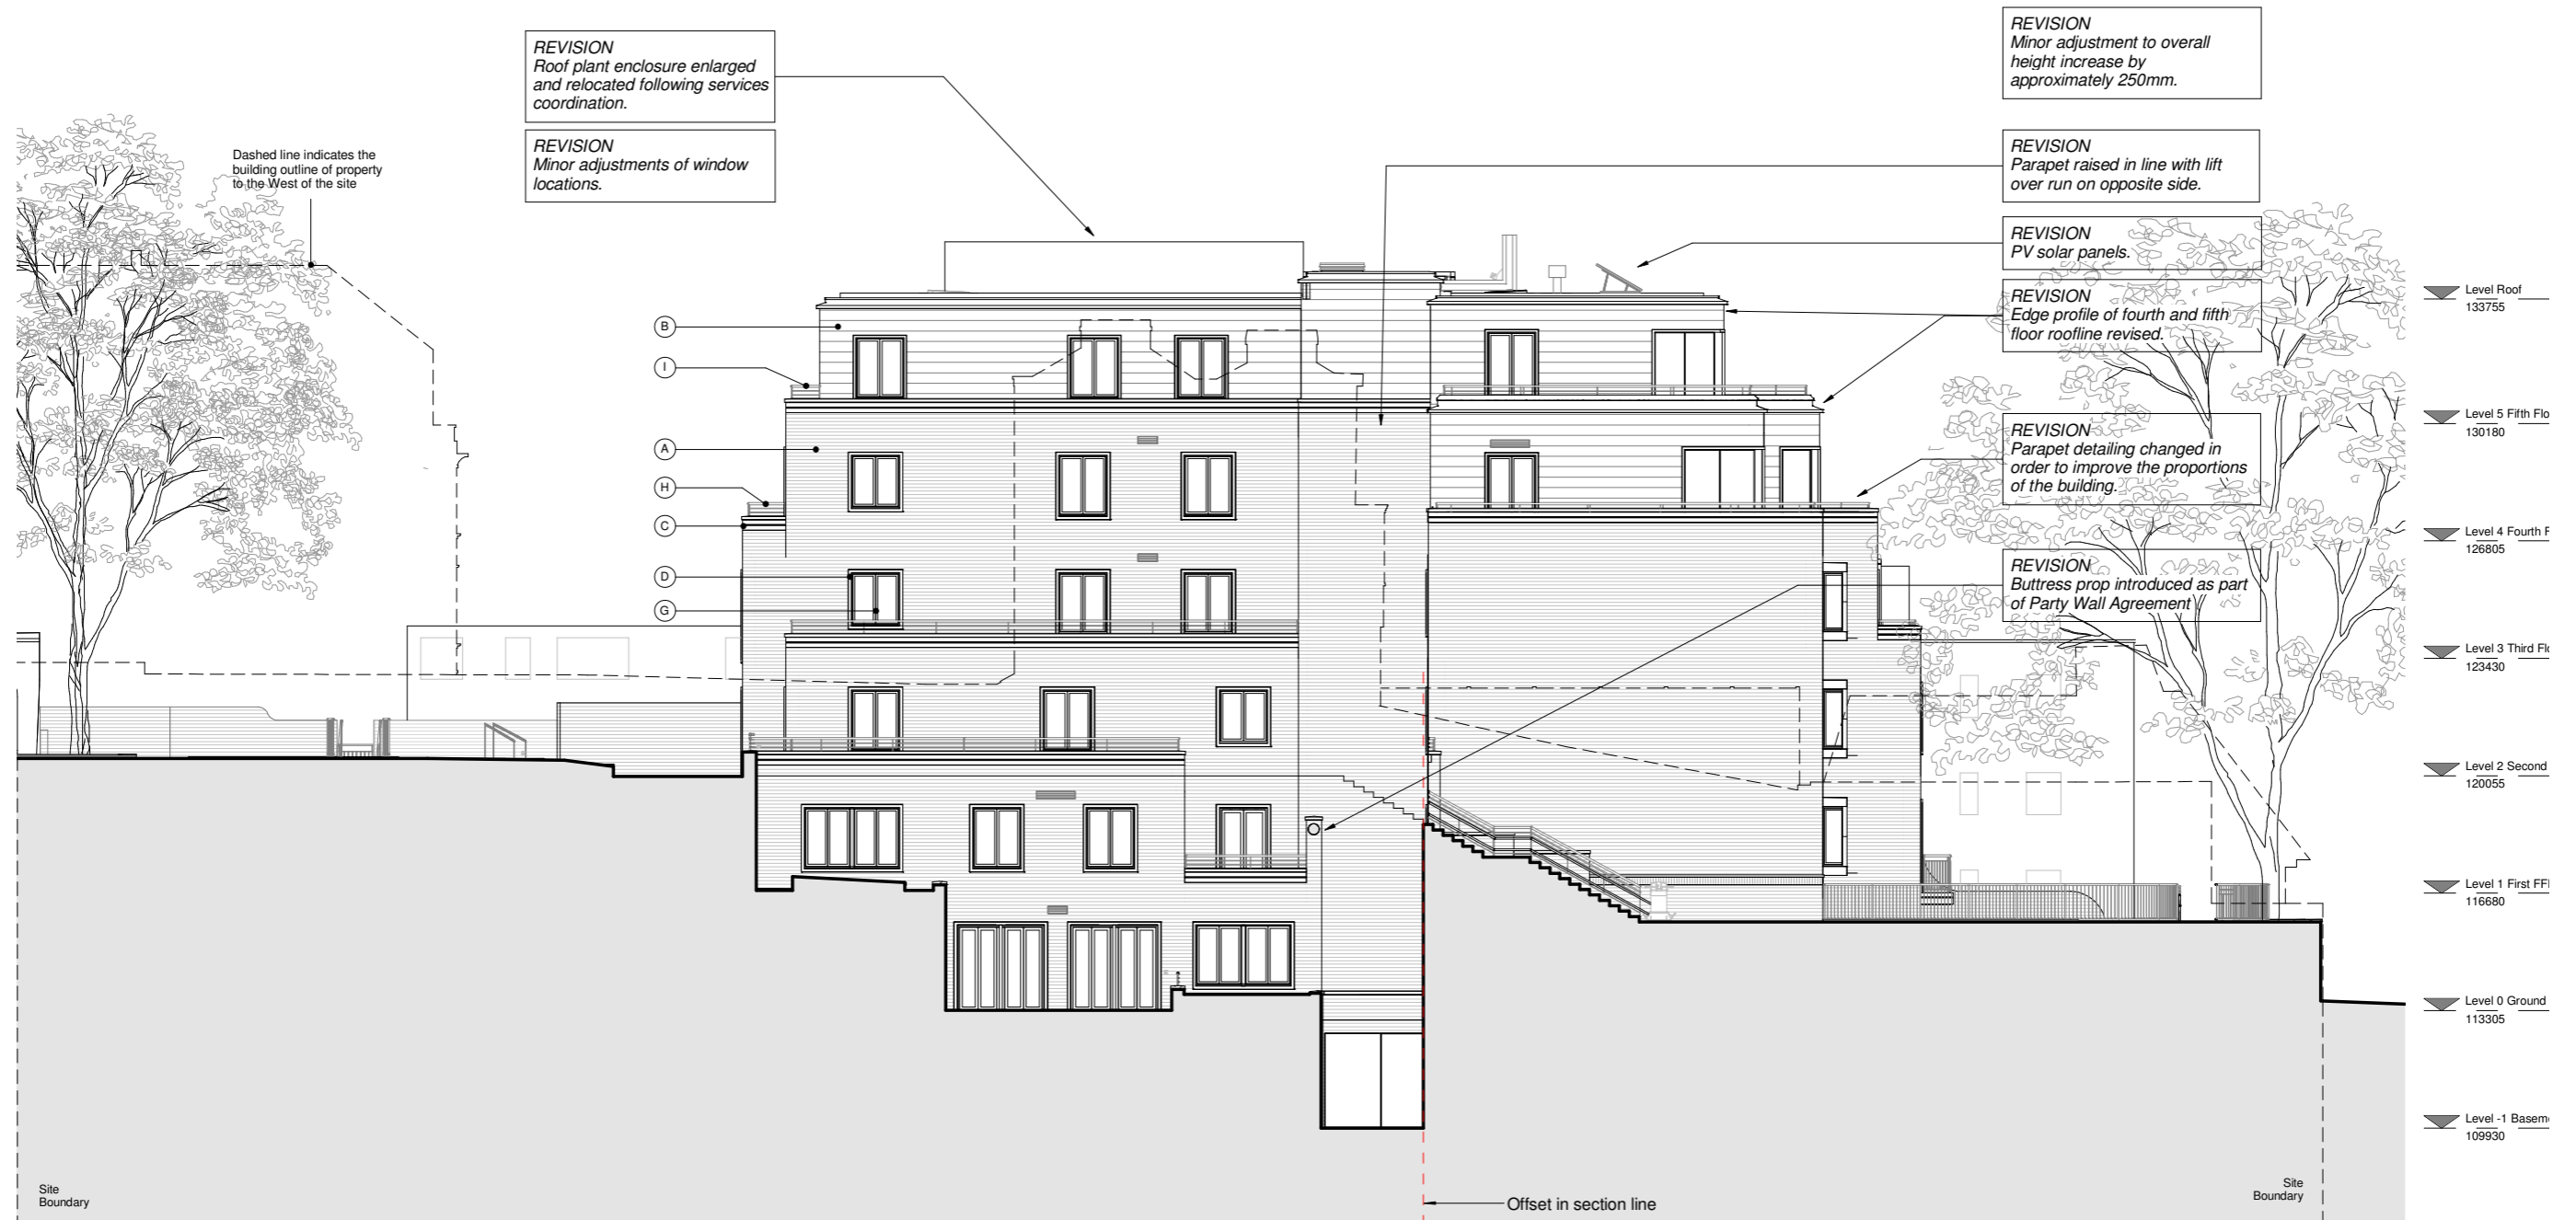 REVISION
Roof plant enclosure enlarged
and relocated following services
coordination.
REVISION
Minor adjustments of window
locations.
Dashed line indicates the
building outline of property
to the West of the site
REVISION
Minor adjustment to overall
height increase by
approximately 250mm.
REVISION
Parapet raised in line with lift
over run on opposite side.
REVISION
PV solar panels.
REVISION
Edge profile of fourth and fifth
floor roofline revised.
REVISION
Parapet detailing changed in
order to improve the proportions
of the building.
REVISION
Buttress prop introduced as part
of Party Wall Agreement
B
I
A
H
C
D
G
Level Roof
133755
Level 5 Fifth Flo
130180
Level 4 Fourth F
126805
Level 3 Third Flo
123430
Level 2 Second
120055
Level 1 First FF
116680
Level 0 Ground
113305
Level -1 Basem
109930
Site
Boundary
Offset in section line
Site
Boundary